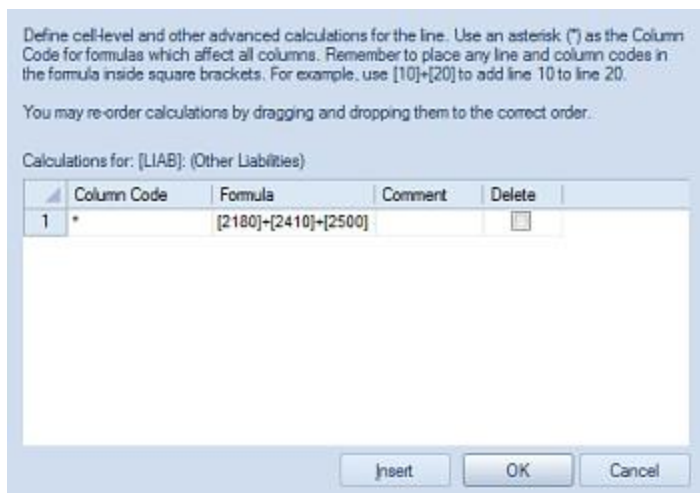 Define cell-level and other advanced calculations for the line. Use an asterisk (*) as the Column
Code for formulas which affect all columns. Remember to place any line and column codes in
the formula inside square brackets. For example, use [10]+[20] to add line 10 to line 20.
You may re-order calculations by dragging and dropping them to the correct order.
Calculations for: [LIAB]: (Other Liabilities)
Column Code Formula Comment Delete
1 * [2180]+[2410]+[2500]
Insert OK Cancel